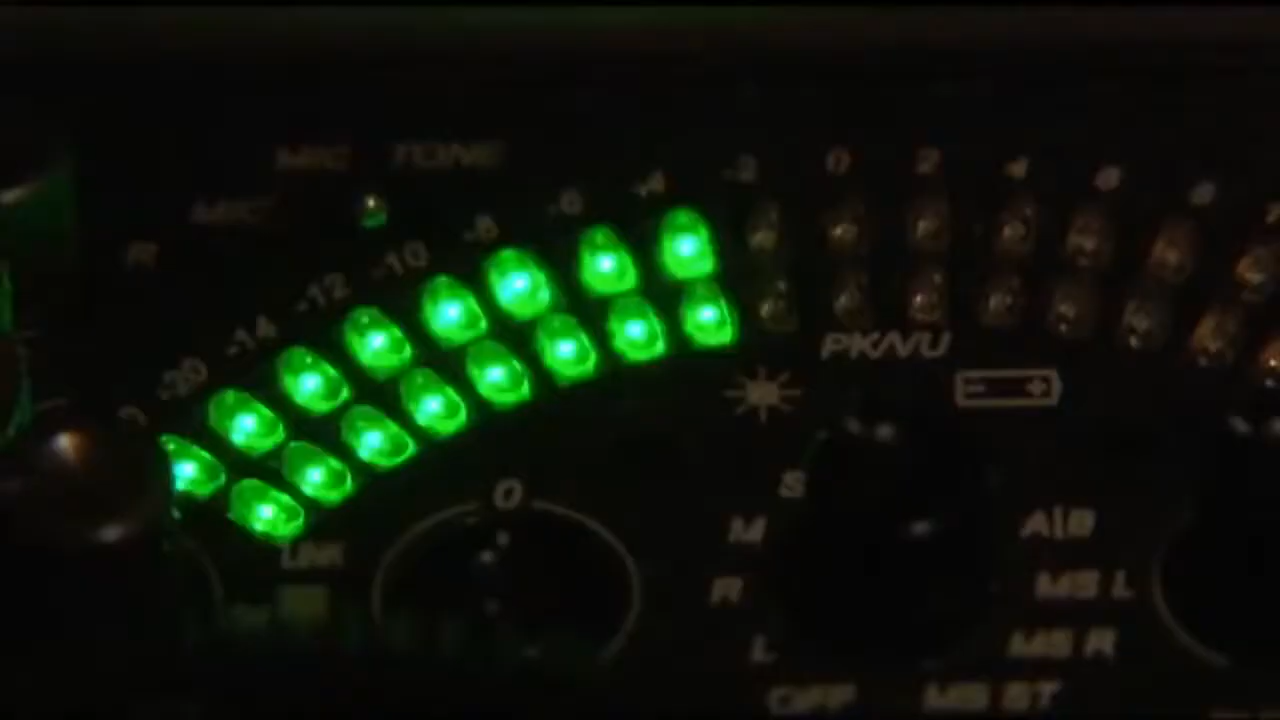 MIC TONE
MIC
R
-20 -14 -12 -10 -8 -6 -4 -2 0 2 4 6 8
PK/VU
- +
0
LINK
S
M
R
L
OFF
A|B
MS L
MS R
MS ST